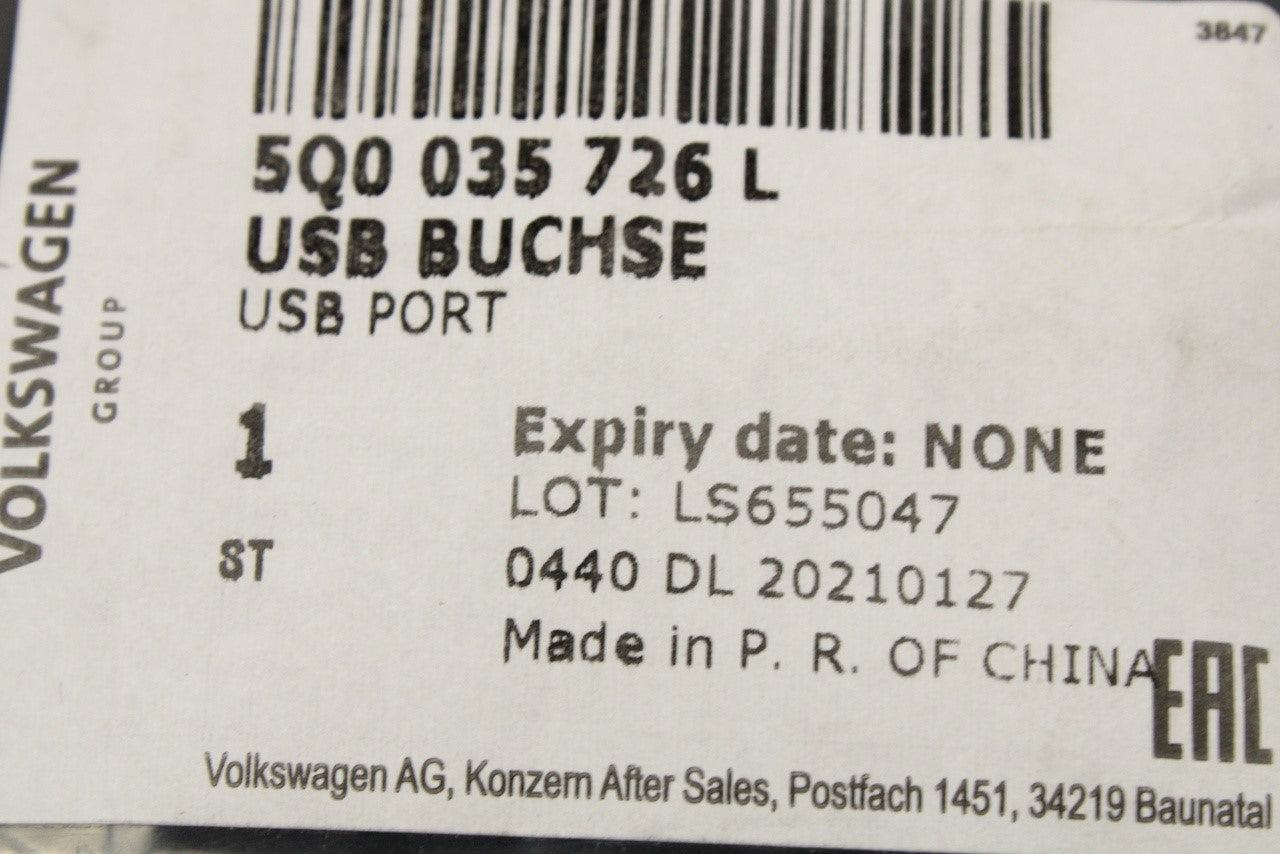 3847
5Q0 035 726 L
USB BUCHSE
USB PORT
VOLKSWAGEN
GROUP
1
ST
Expiry date: NONE
LOT: LS655047
0440 DL 20210127
Made in P. R. OF CHINA
EAC
Volkswagen AG, Konzern After Sales, Postfach 1451, 34219 Baunatal